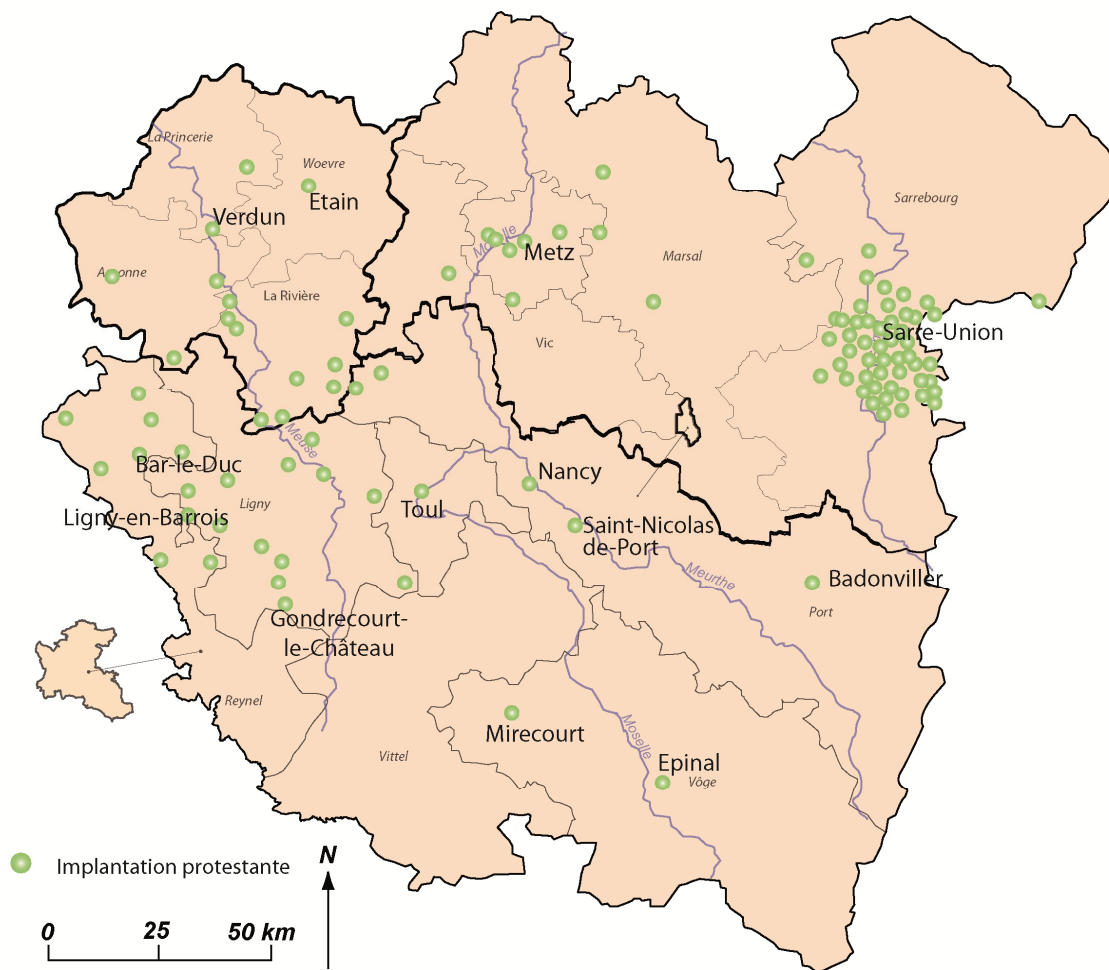 La Princerie
Woevre
Etain
Verdun
Argonne
La Rivière
Moselle
Metz
Marsal
Sarrebourg
Sarre-Union
Vic
Meuse
Bar-le-Duc
Ligny
Ligny-en-Barrois
Toul
Nancy
Saint-Nicolas
de-Port
Meurthe
Badonviller
Port
Gondrecourt-
le-Château
Reynel
Mirecourt
Vittel
Moselle
Epinal
Vôge
Implantation protestante
N
0 25 50 km